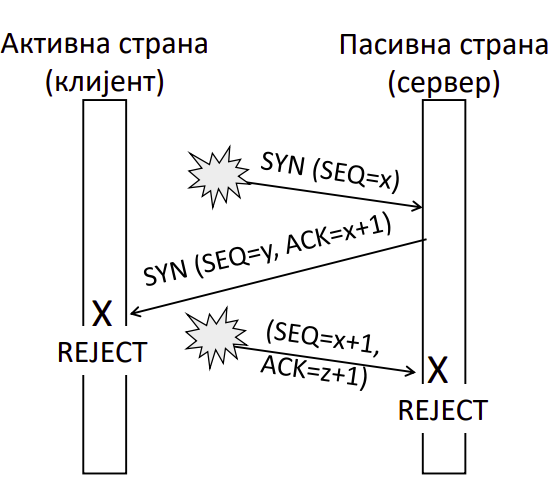 Активна страна
(клијент)
Пасивна страна
(сервер)
SYN (SEQ=x)
SYN (SEQ=y, ACK=x+1)
X
REJECT
(SEQ=x+1,
ACK=z+1)
X
REJECT